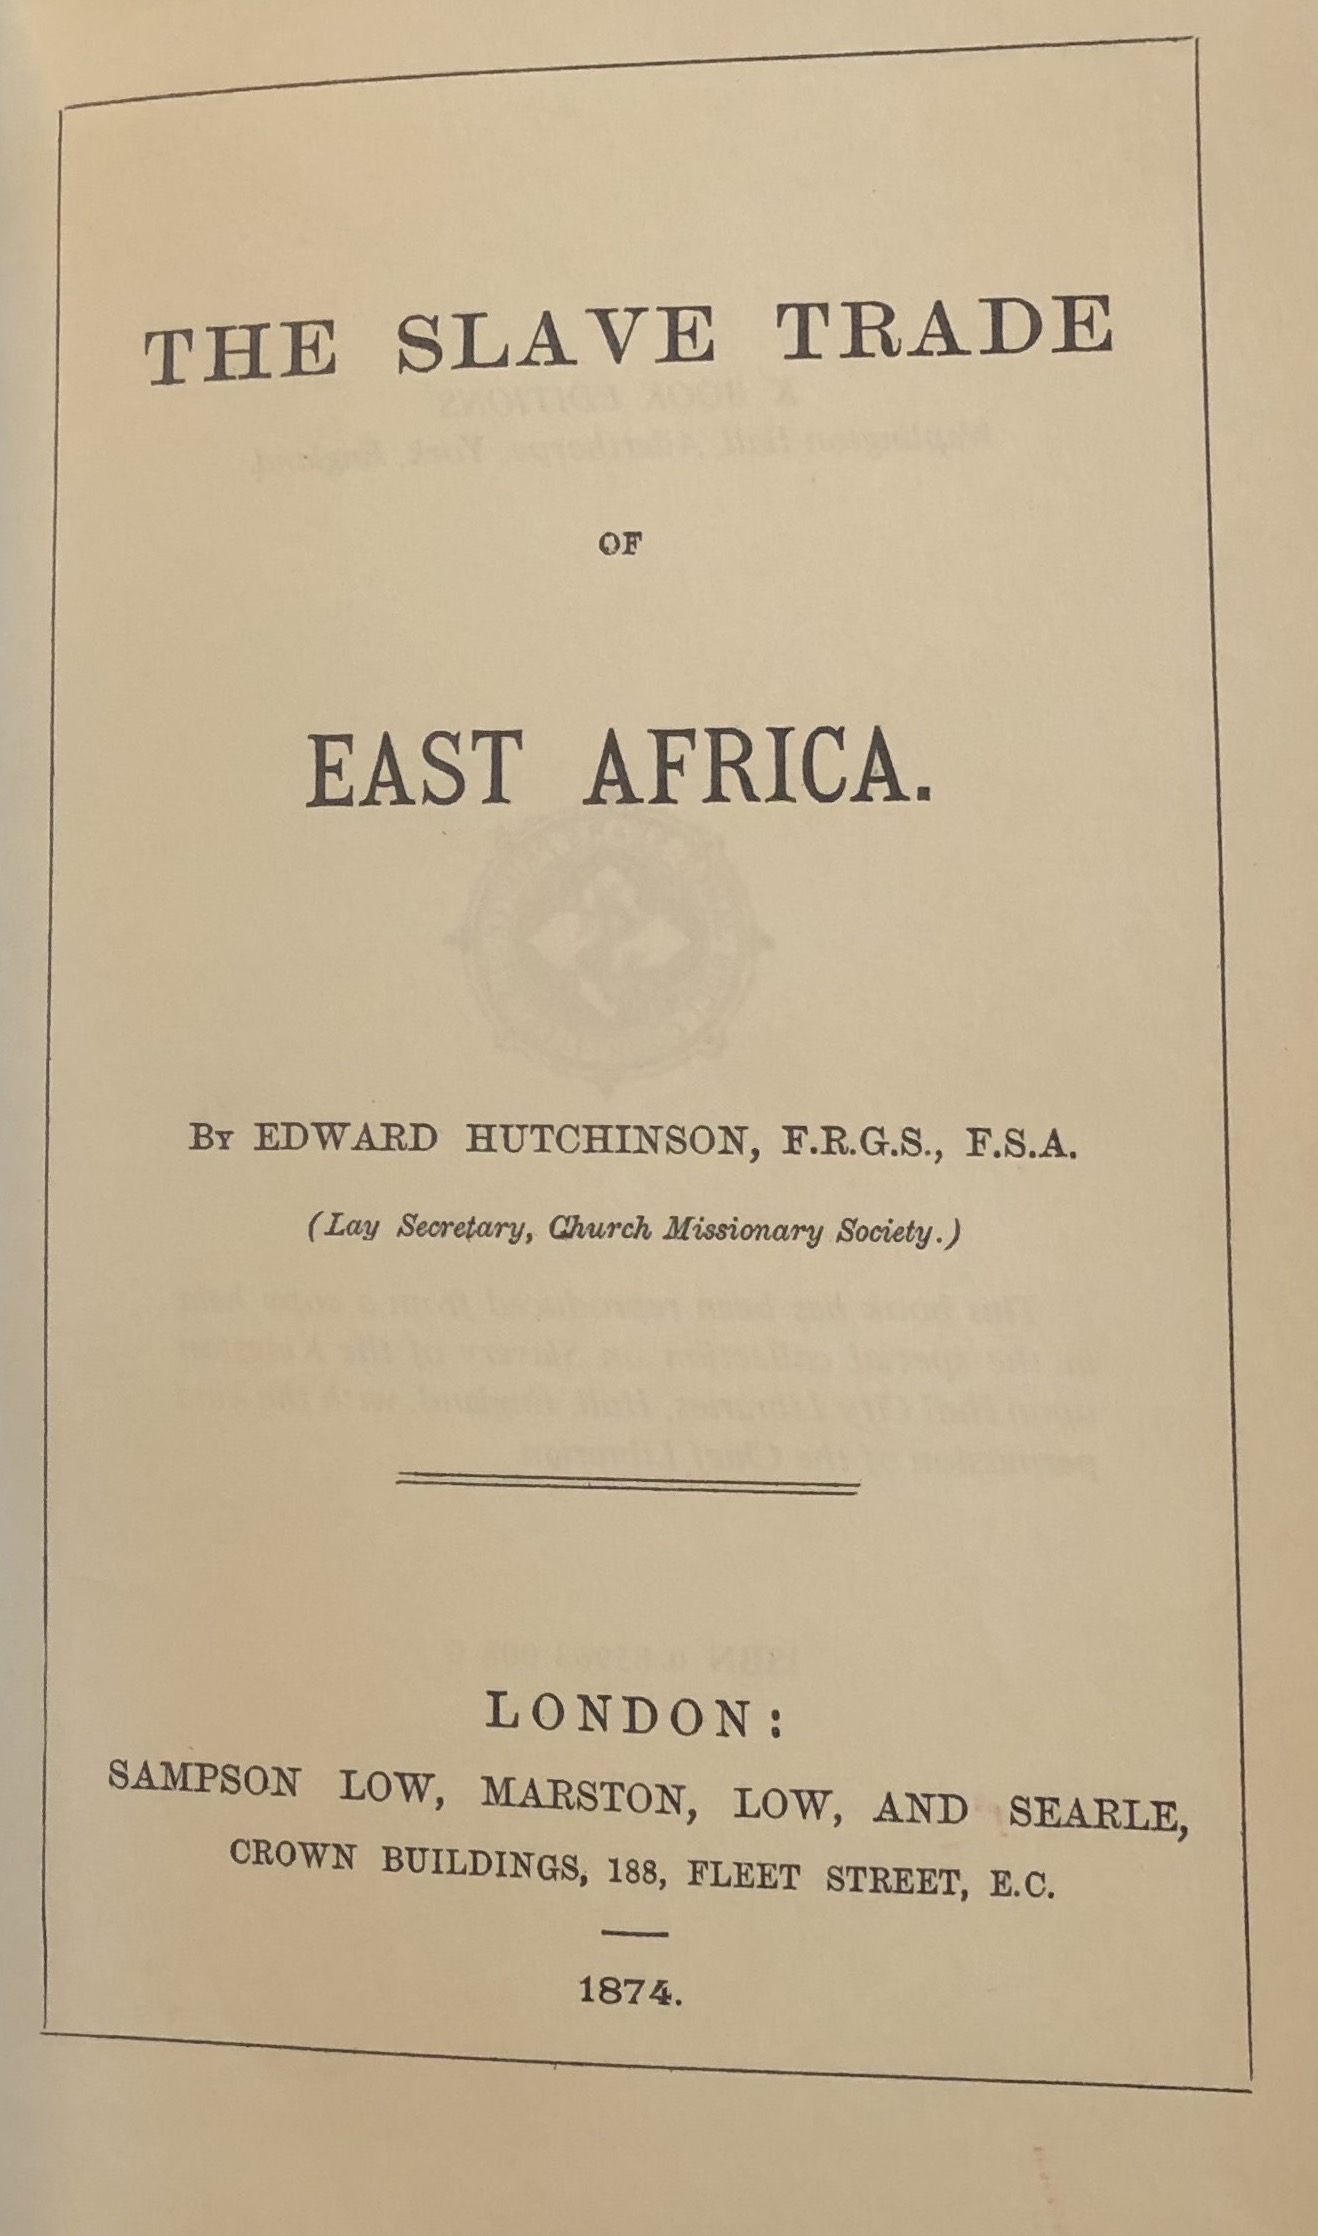 THE SLAVE TRADE
OF
EAST AFRICA.
BY EDWARD HUTCHINSON, F.R.G.S., F.S.A.
(Lay Secretary, Church Missionary Society.)
LONDON:
SAMPSON LOW, MARSTON, LOW, AND SEARLE,
CROWN BUILDINGS, 188, FLEET STREET, E.C.
1874.